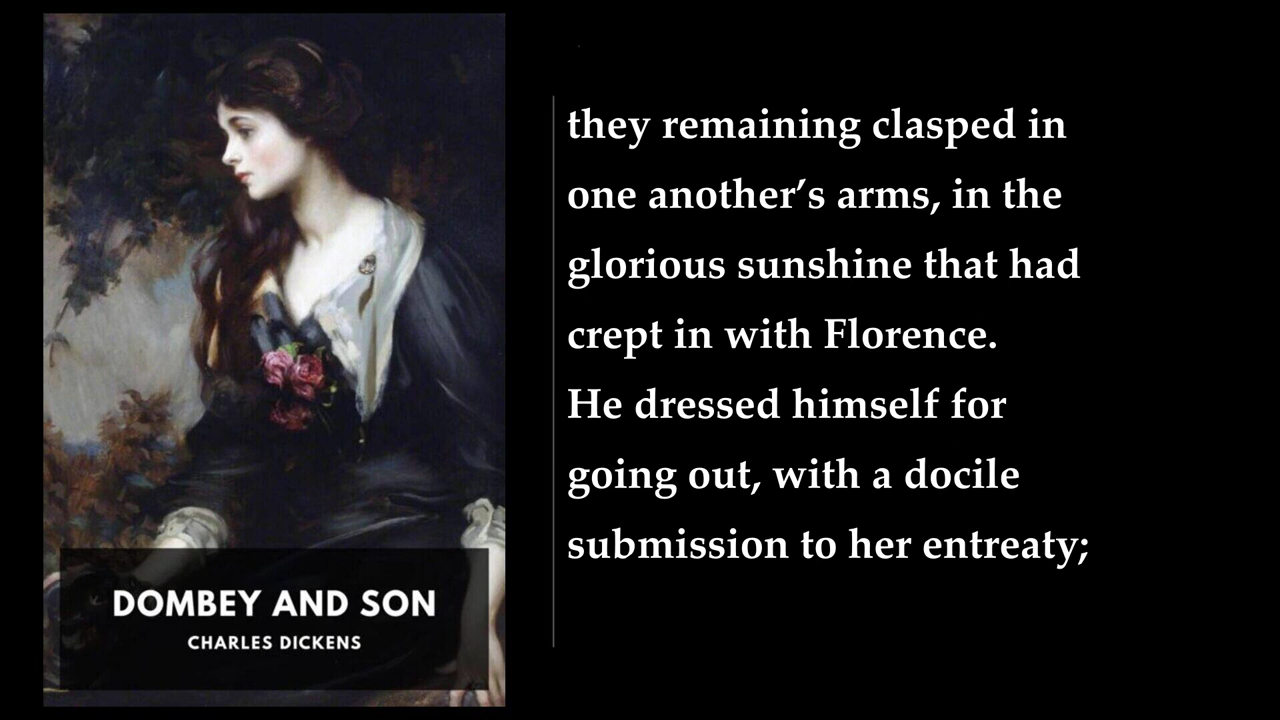 DOMBEY AND SON
CHARLES DICKENS
they remaining clasped in
one another’s arms, in the
glorious sunshine that had
crept in with Florence.
He dressed himself for
going out, with a docile
submission to her entreaty;